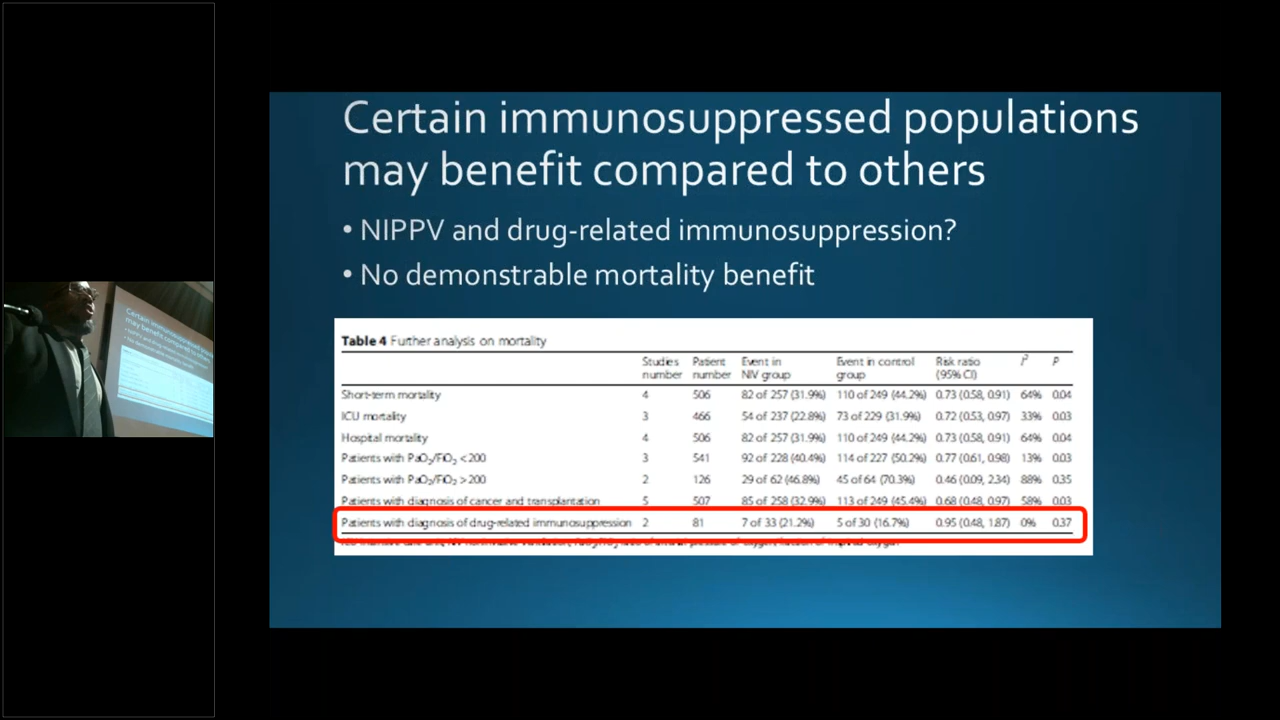 Certain immunosuppressed populations
may benefit compared to others
• NIPPV and drug-related immunosuppression?
• No demonstrable mortality benefit
Table 4 Further analysis on mortality
Studies number Patient number Event in NIV group Event in control group Risk ratio (95% CI) I² P
Short-term mortality 4 506 82 of 257 (31.9%) 110 of 249 (44.2%) 0.73 (0.58, 0.91) 64% 0.04
ICU mortality 3 466 54 of 237 (22.8%) 73 of 229 (31.9%) 0.72 (0.53, 0.97) 33% 0.03
Hospital mortality 4 506 82 of 257 (31.9%) 110 of 249 (44.2%) 0.73 (0.58, 0.91) 64% 0.04
Patients with PaO₂/FiO₂ < 200 3 541 92 of 228 (40.4%) 114 of 227 (50.2%) 0.77 (0.61, 0.98) 13% 0.03
Patients with PaO₂/FiO₂ > 200 2 126 29 of 62 (46.8%) 45 of 64 (70.3%) 0.46 (0.09, 2.34) 88% 0.35
Patients with diagnosis of cancer and transplantation 5 507 85 of 258 (32.9%) 113 of 249 (45.4%) 0.68 (0.48, 0.97) 58% 0.03
Patients with diagnosis of drug-related immunosuppression 2 81 7 of 33 (21.2%) 5 of 30 (16.7%) 0.95 (0.48, 1.87) 0% 0.37
Certain immunosuppressed
may benefit compared to